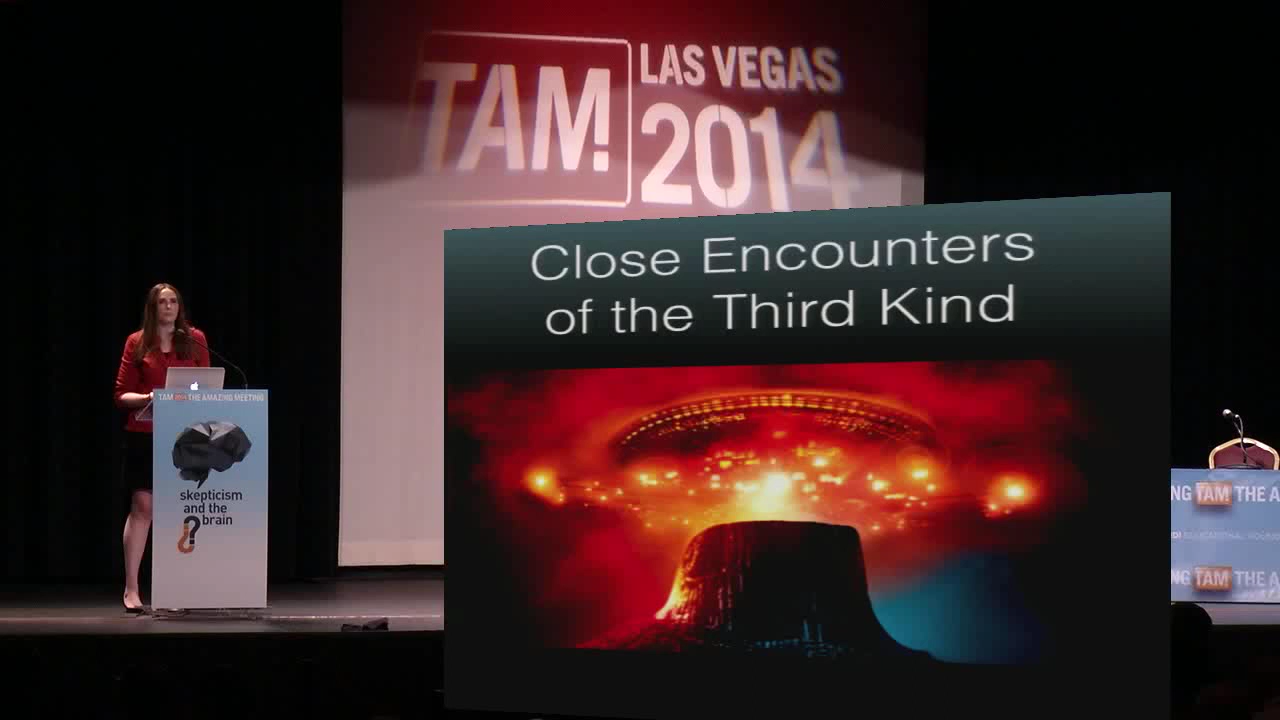 TAM!
LAS VEGAS
2014
Close Encounters
of the Third Kind
TAM THE AMAZING MEETING
skepticism
and the
brain
NG TAM THE A
NG TAM THE A